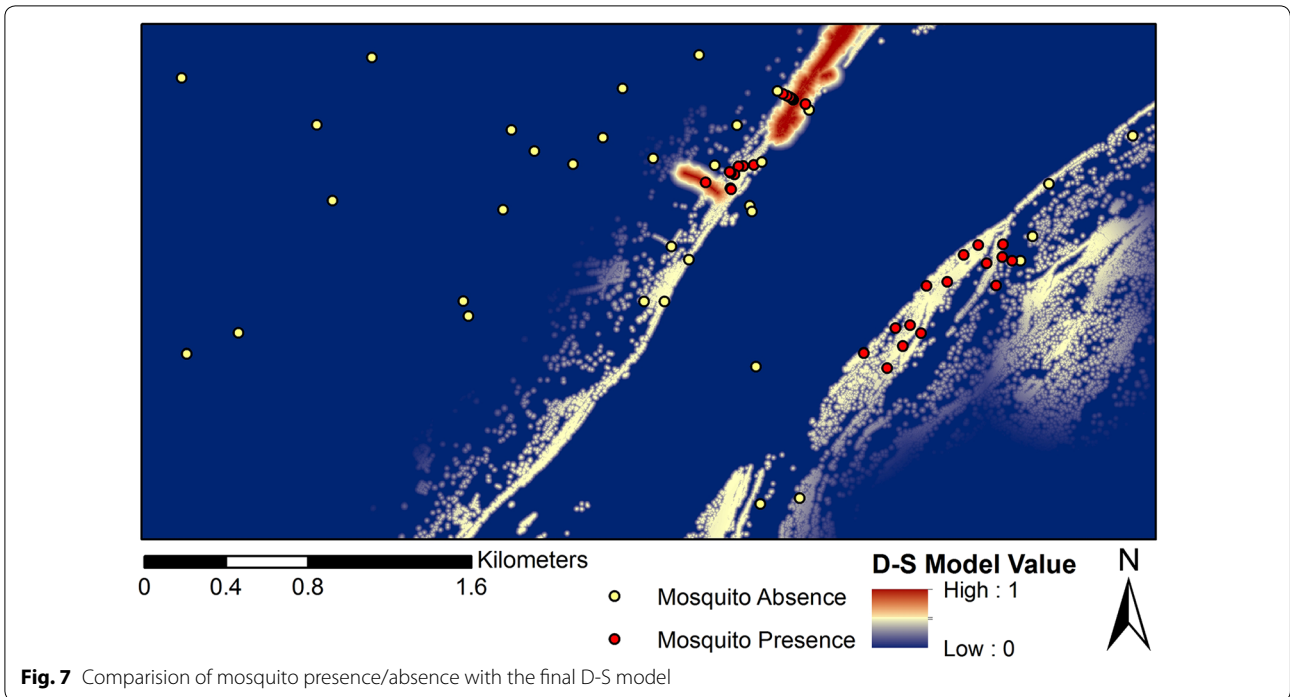 Kilometers
0 0.4 0.8 1.6
Mosquito Absence
Mosquito Presence
D-S Model Value
High : 1
Low : 0
N
Fig. 7 Comparision of mosquito presence/absence with the final D-S model